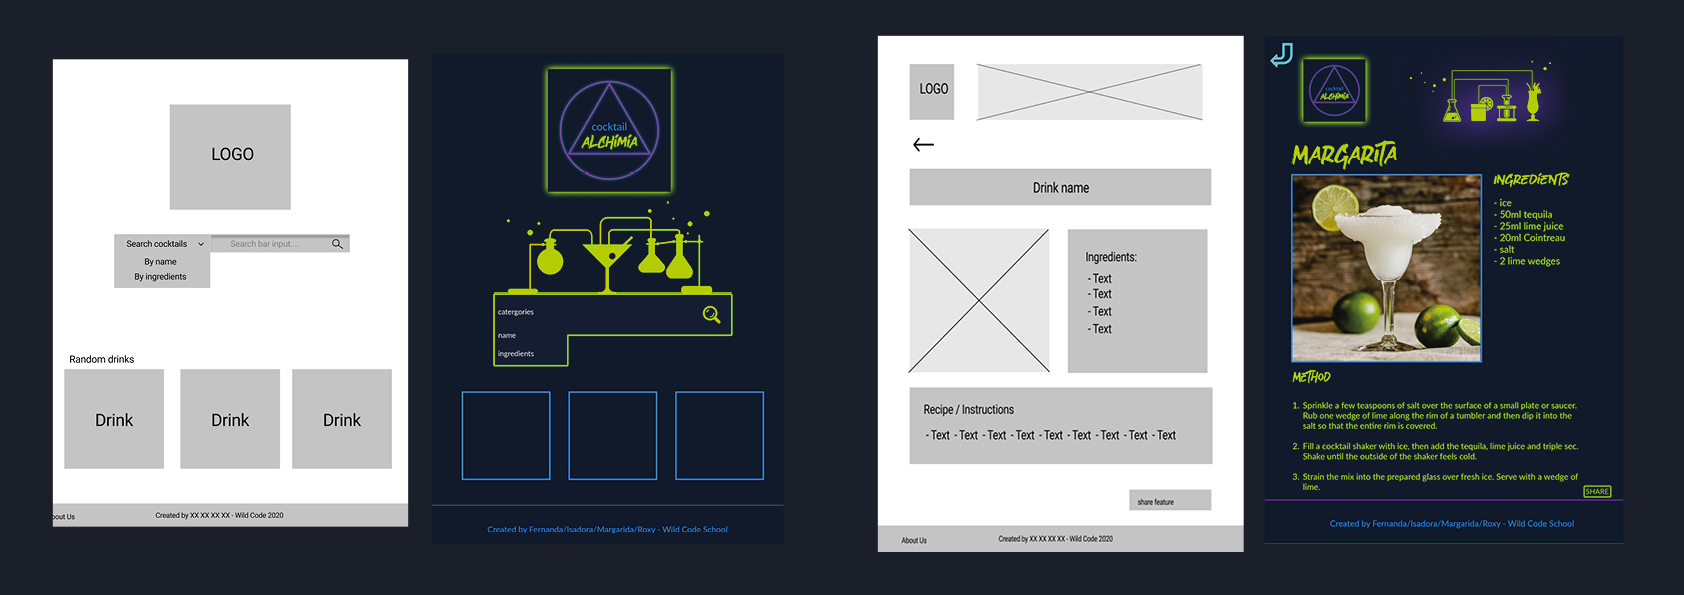 LOGO
Search cocktails
Search bar input....
By name
By ingredients
Random drinks
Drink
Drink
Drink
bout Us
Created by XX XX XX XX - Wild Code 2020
cocktail
ALCHiMiA
catergories
name
ingredients
Created by Fernanda/Isadora/Margarida/Roxy - Wild Code School
LOGO
Drink name
Ingredients:
- Text
- Text
- Text
- Text
Recipe / Instructions
- Text - Text - Text - Text - Text - Text - Text - Text - Text
share feature
About Us
Created by XX XX XX XX - Wild Code 2020
cocktail
ALCHiMiA
MARGARiTA
iNGREDiENTS
- ice
- 50ml tequila
- 25ml lime juice
- 20ml Cointreau
- salt
- 2 lime wedges
METHOD
1. Sprinkle a few teaspoons of salt over the surface of a small plate or saucer.
Rub one wedge of lime along the rim of a tumbler and then dip it into the
salt so that the entire rim is covered.
2. Fill a cocktail shaker with ice, then add the tequila, lime juice and triple sec.
Shake until the outside of the shaker feels cold.
3. Strain the mix into the prepared glass over fresh ice. Serve with a wedge of
lime.
SHARE
Created by Fernanda/Isadora/Margarida/Roxy - Wild Code School